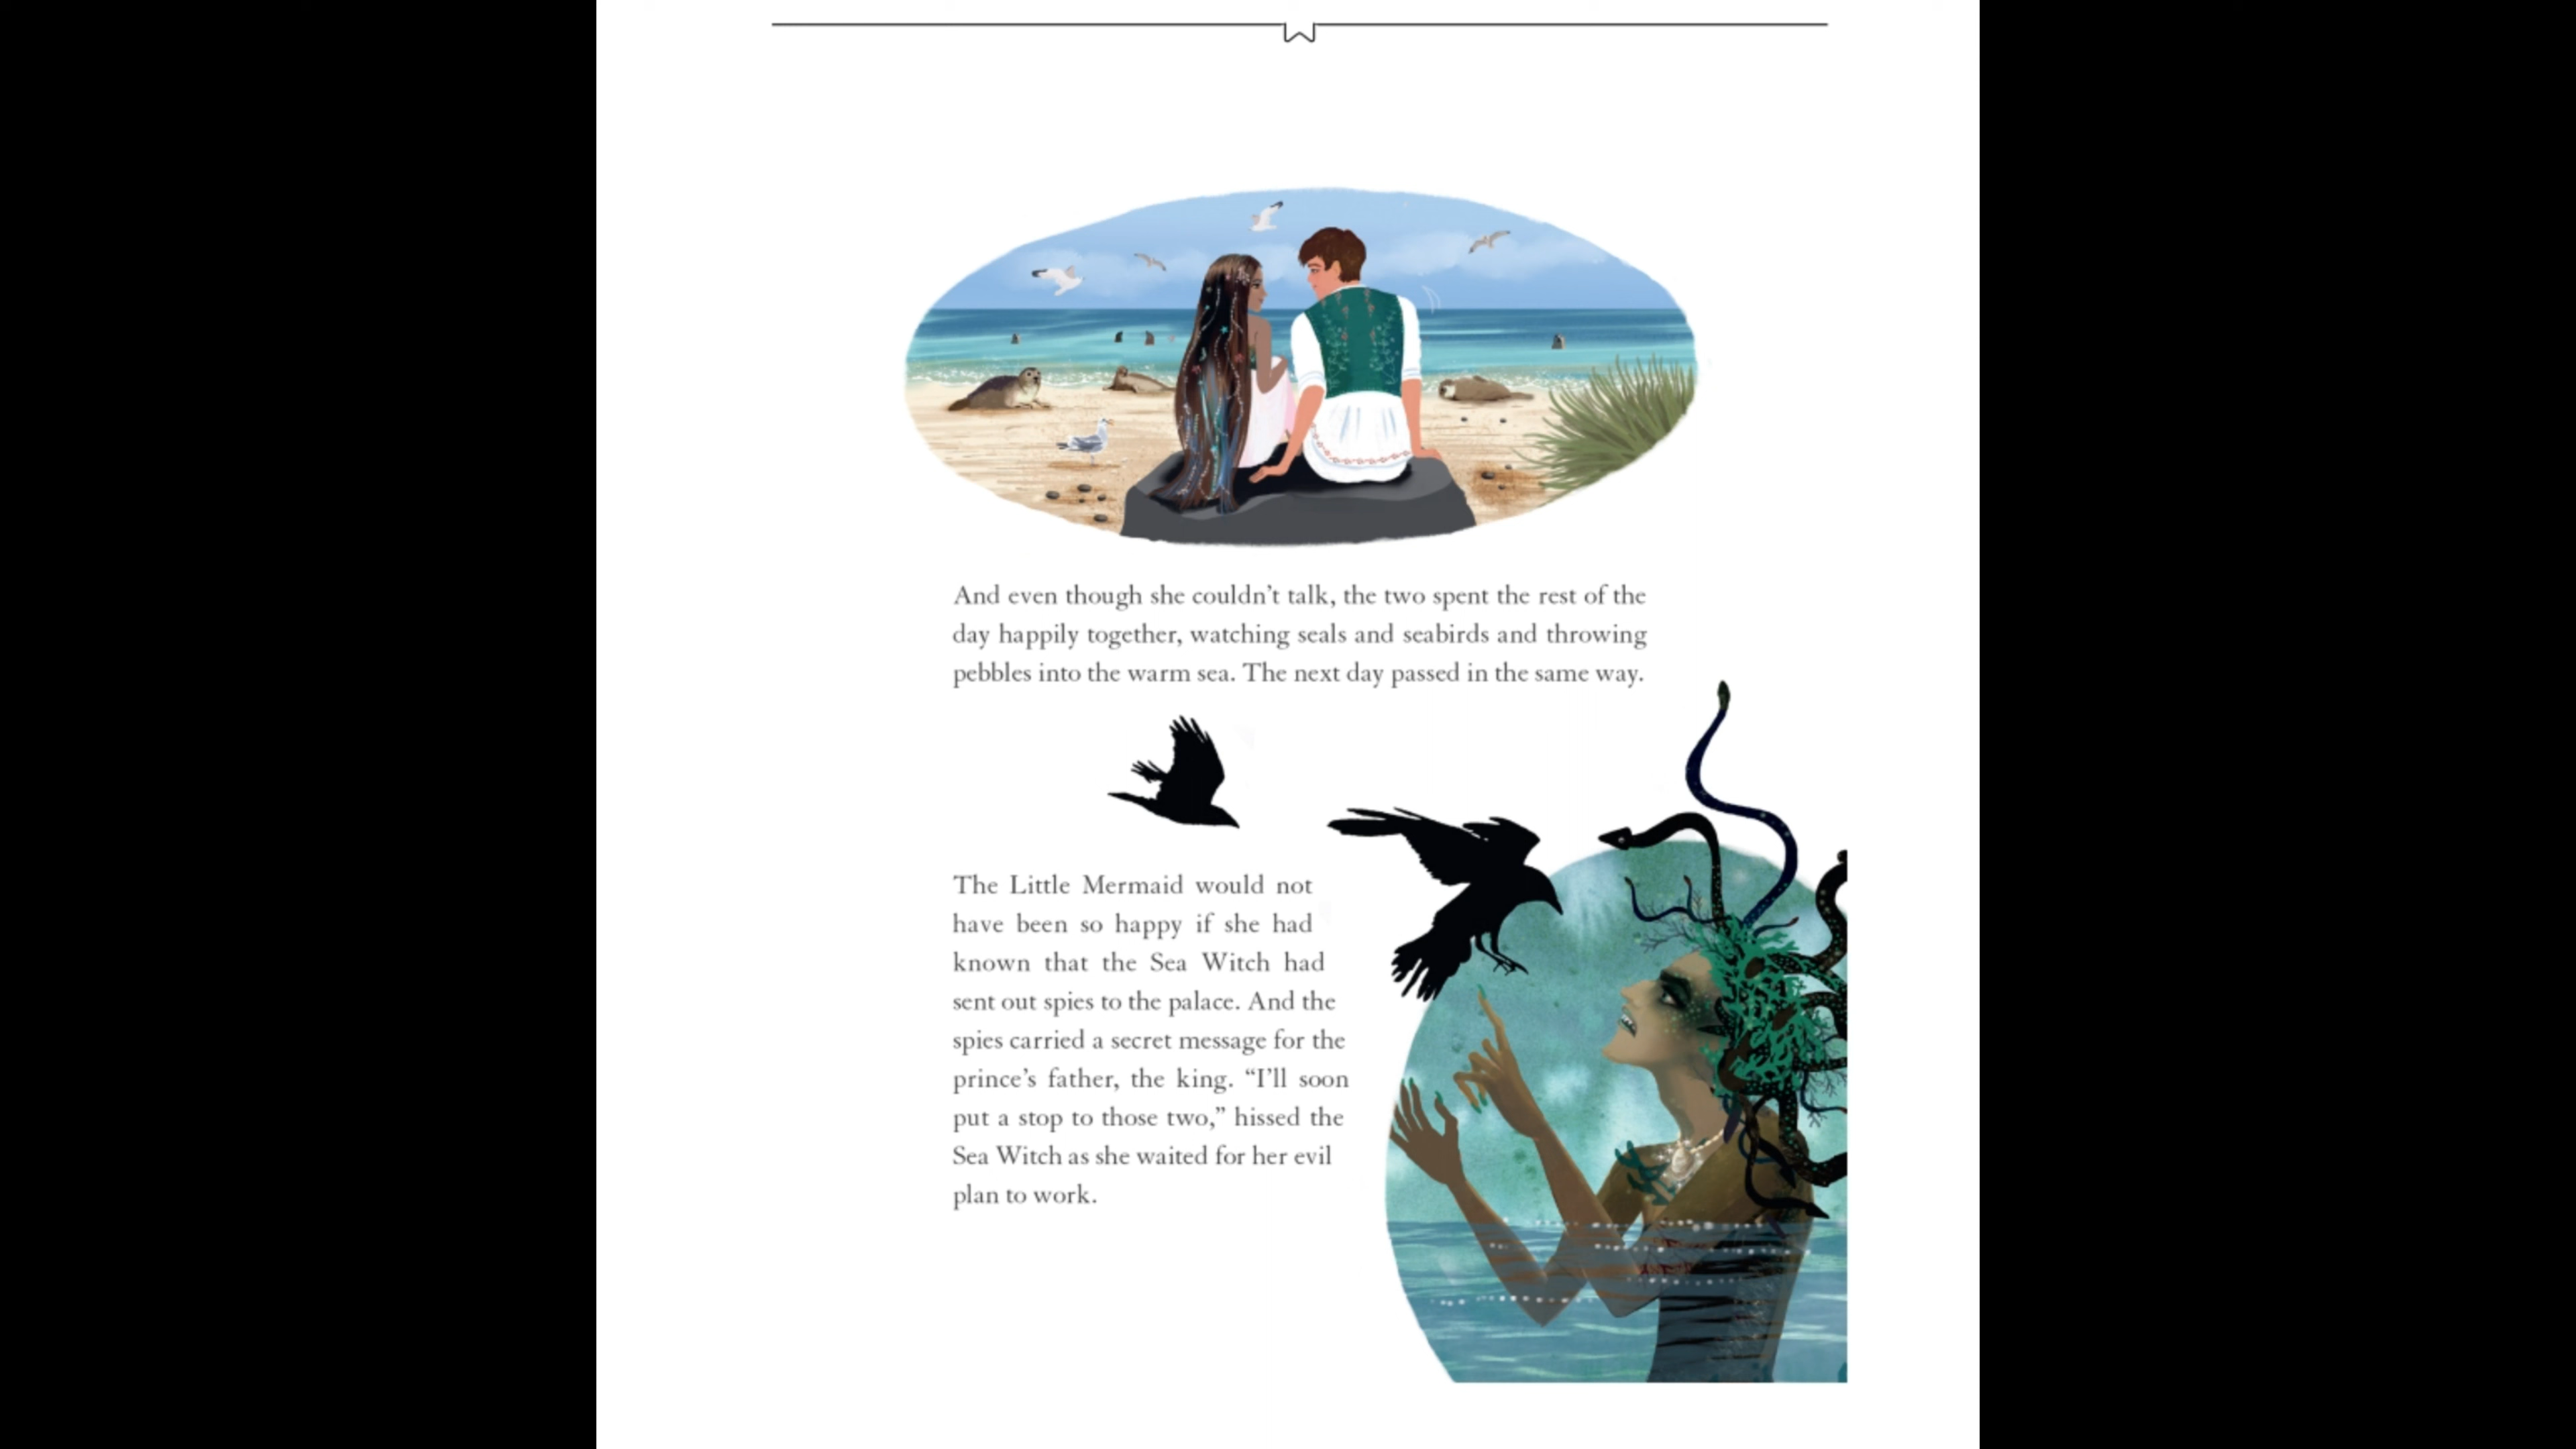 And even though she couldn’t talk, the two spent the rest of the
day happily together, watching seals and seabirds and throwing
pebbles into the warm sea. The next day passed in the same way.
The Little Mermaid would not
have been so happy if she had
known that the Sea Witch had
sent out spies to the palace. And the
spies carried a secret message for the
prince’s father, the king. “I’ll soon
put a stop to those two,” hissed the
Sea Witch as she waited for her evil
plan to work.